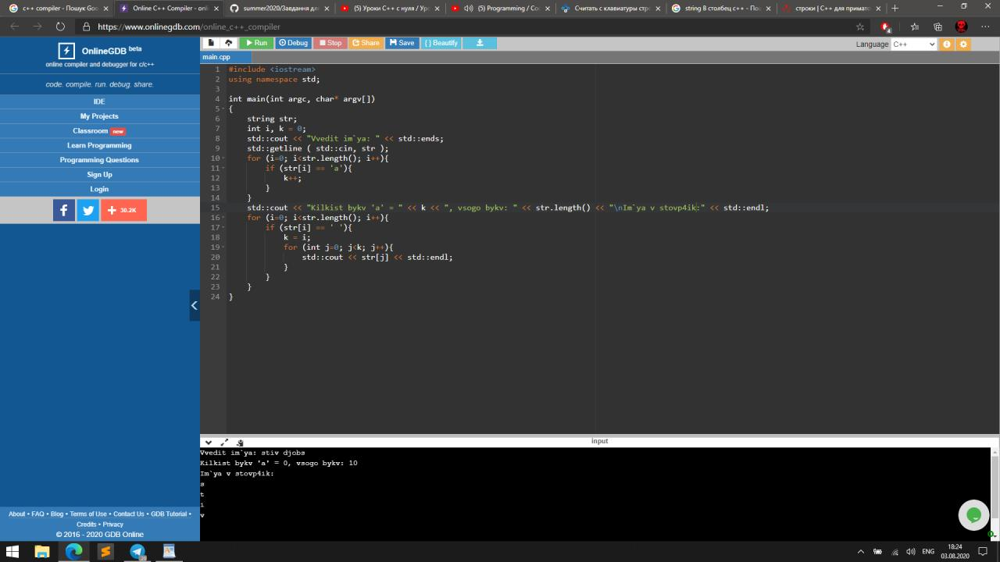 c++ compiler - Пошук Goo
Online C++ Compiler - onlin
summer2020/Завдання для
(5) Уроки C++ с нуля / Уро
(5) Programming / Cor
Считать с клавиатуры стро
string В столбец c++ - Пош
строки | C++ для примато
https://www.onlinegdb.com/online_c++_compiler
4
OnlineGDB beta
online compiler and debugger for c/c++
code. compile. run. debug. share.
IDE
My Projects
Classroom new
Learn Programming
Programming Questions
Sign Up
Login
30.2K
Run Debug Stop Share Save { } Beautify
Language C++
main.cpp
1 #include <iostream>
2 using namespace std;
3
4 int main(int argc, char* argv[])
5 {
6 string str;
7 int i, k = 0;
8 std::cout << "Vvedit im`ya: " << std::ends;
9 std::getline ( std::cin, str );
10 for (i=0; i<str.length(); i++){
11 if (str[i] == 'a'){
12 k++;
13 }
14 }
15 std::cout << "Kilkist bykv 'a' = " << k << ", vsogo bykv: " << str.length() << "\nIm`ya v stovp4ik:" << std::endl;
16 for (i=0; i<str.length(); i++){
17 if (str[i] == ' '){
18 k = i;
19 for (int j=0; j<k; j++){
20 std::cout << str[j] << std::endl;
21 }
22 }
23 }
24 }
input
Vvedit im`ya: stiv djobs
Kilkist bykv 'a' = 0, vsogo bykv: 10
Im`ya v stovp4ik:
s
t
i
v
About • FAQ • Blog • Terms of Use • Contact Us • GDB Tutorial •
Credits • Privacy
© 2016 - 2020 GDB Online
ENG
18:24
03.08.2020